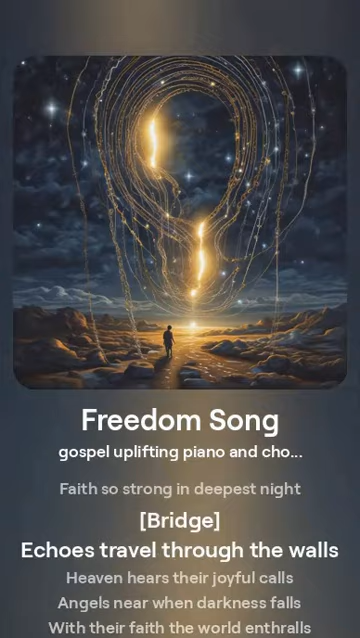 Freedom Song
gospel uplifting piano and cho...
Faith so strong in deepest night
[Bridge]
Echoes travel through the walls
Heaven hears their joyful calls
Angels near when darkness falls
With their faith the world enthralls